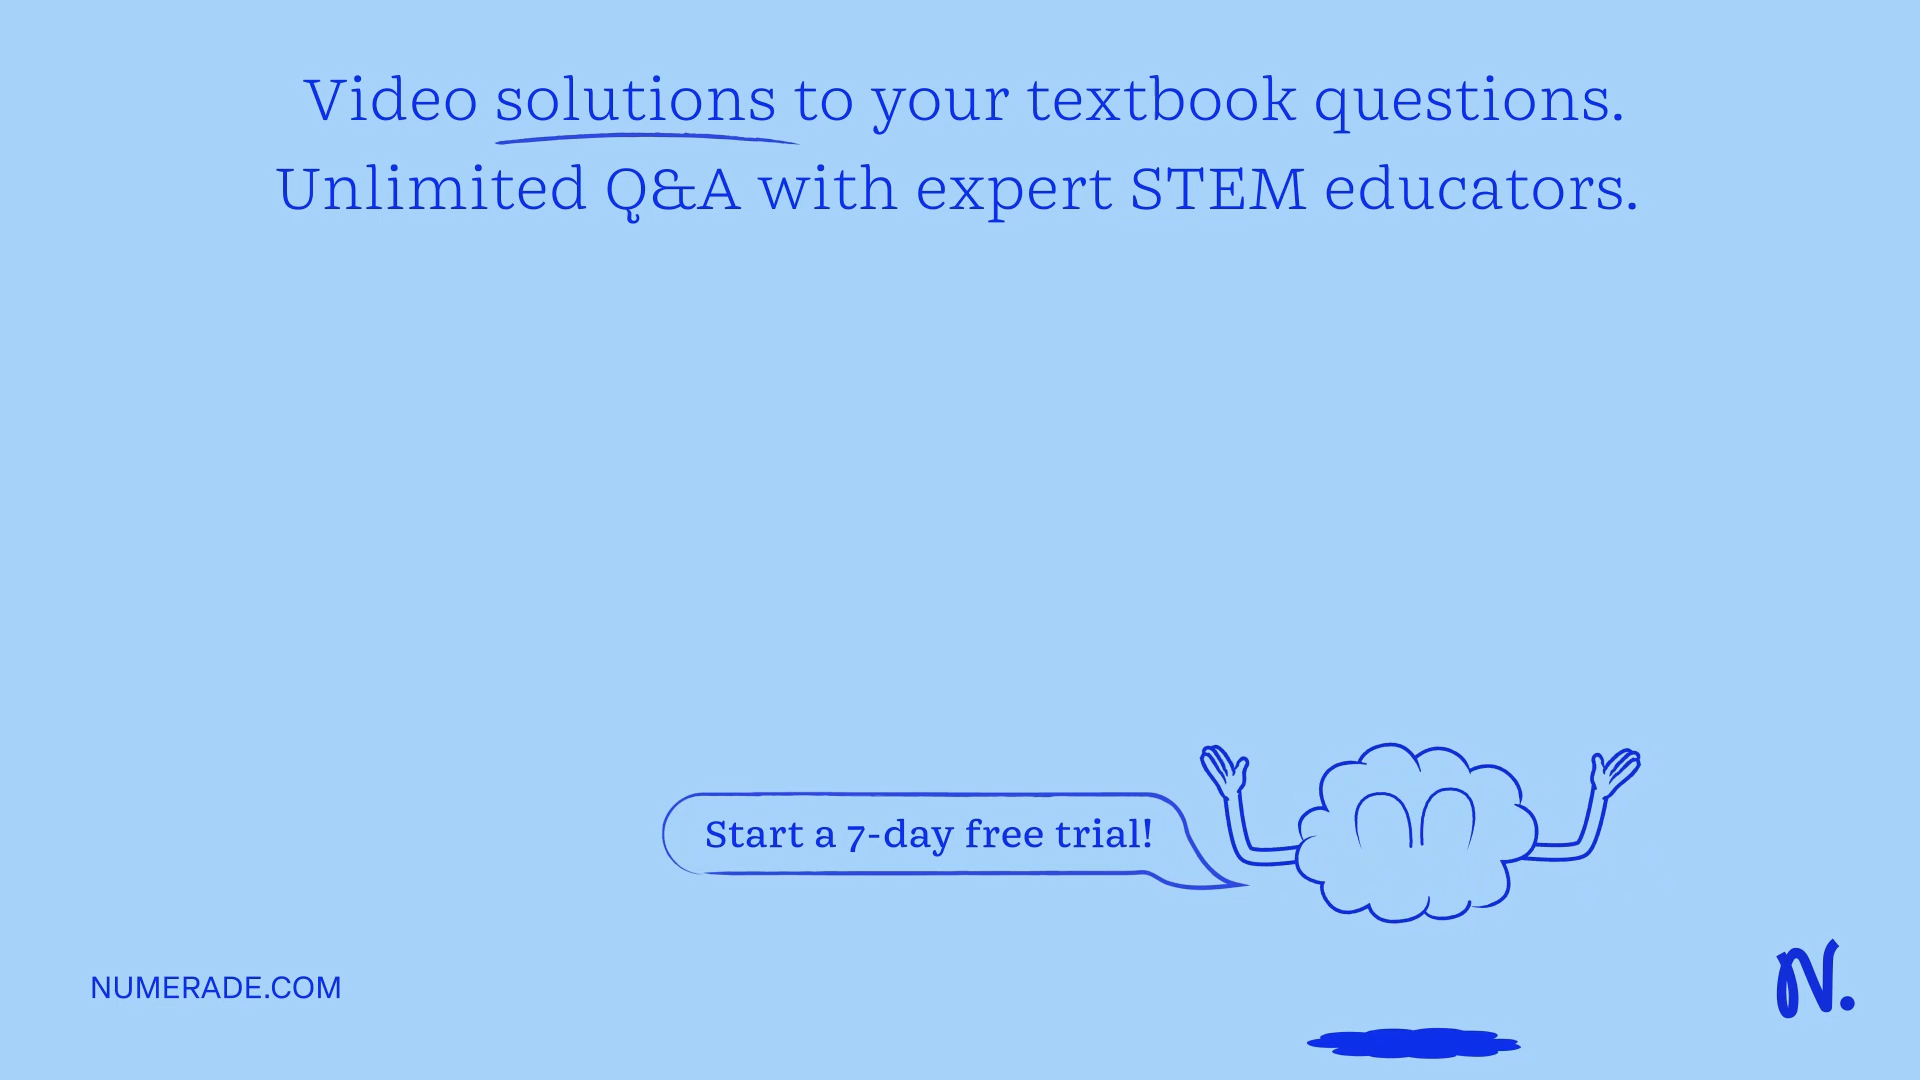 Video solutions to your textbook questions.
Unlimited Q&A with expert STEM educators.
Start a 7-day free trial!
NUMERADE.COM
N.